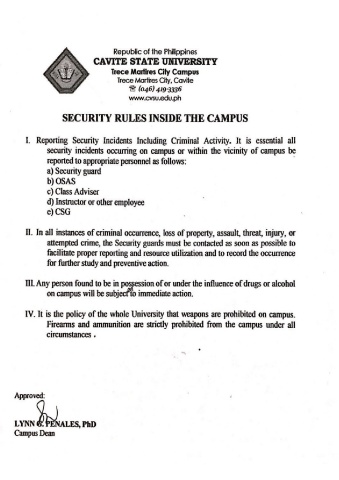 Republic of the Philippines
CAVITE STATE UNIVERSITY
Trece Martires City Campus
Trece Martires City, Cavite
☎ (046) 419-3336
www.cvsu.edu.ph
SECURITY RULES INSIDE THE CAMPUS
I. Reporting Security Incidents Including Criminal Activity. It is essential all
security incidents occurring on campus or within the vicinity of campus be
reported to appropriate personnel as follows:
a) Security guard
b) OSAS
c) Class Adviser
d) Instructor or other employee
e) CSG
II. In all instances of criminal occurrence, loss of property, assault, threat, injury, or
attempted crime, the Security guards must be contacted as soon as possible to
facilitate proper reporting and resource utilization and to record the occurrence
for further study and preventive action.
III. Any person found to be in possession of or under the influence of drugs or alcohol
on campus will be subject to immediate action.
IV. It is the policy of the whole University that weapons are prohibited on campus.
Firearms and ammunition are strictly prohibited from the campus under all
circumstances .
Approved:
LYNN G. PENALES, PhD
Campus Dean